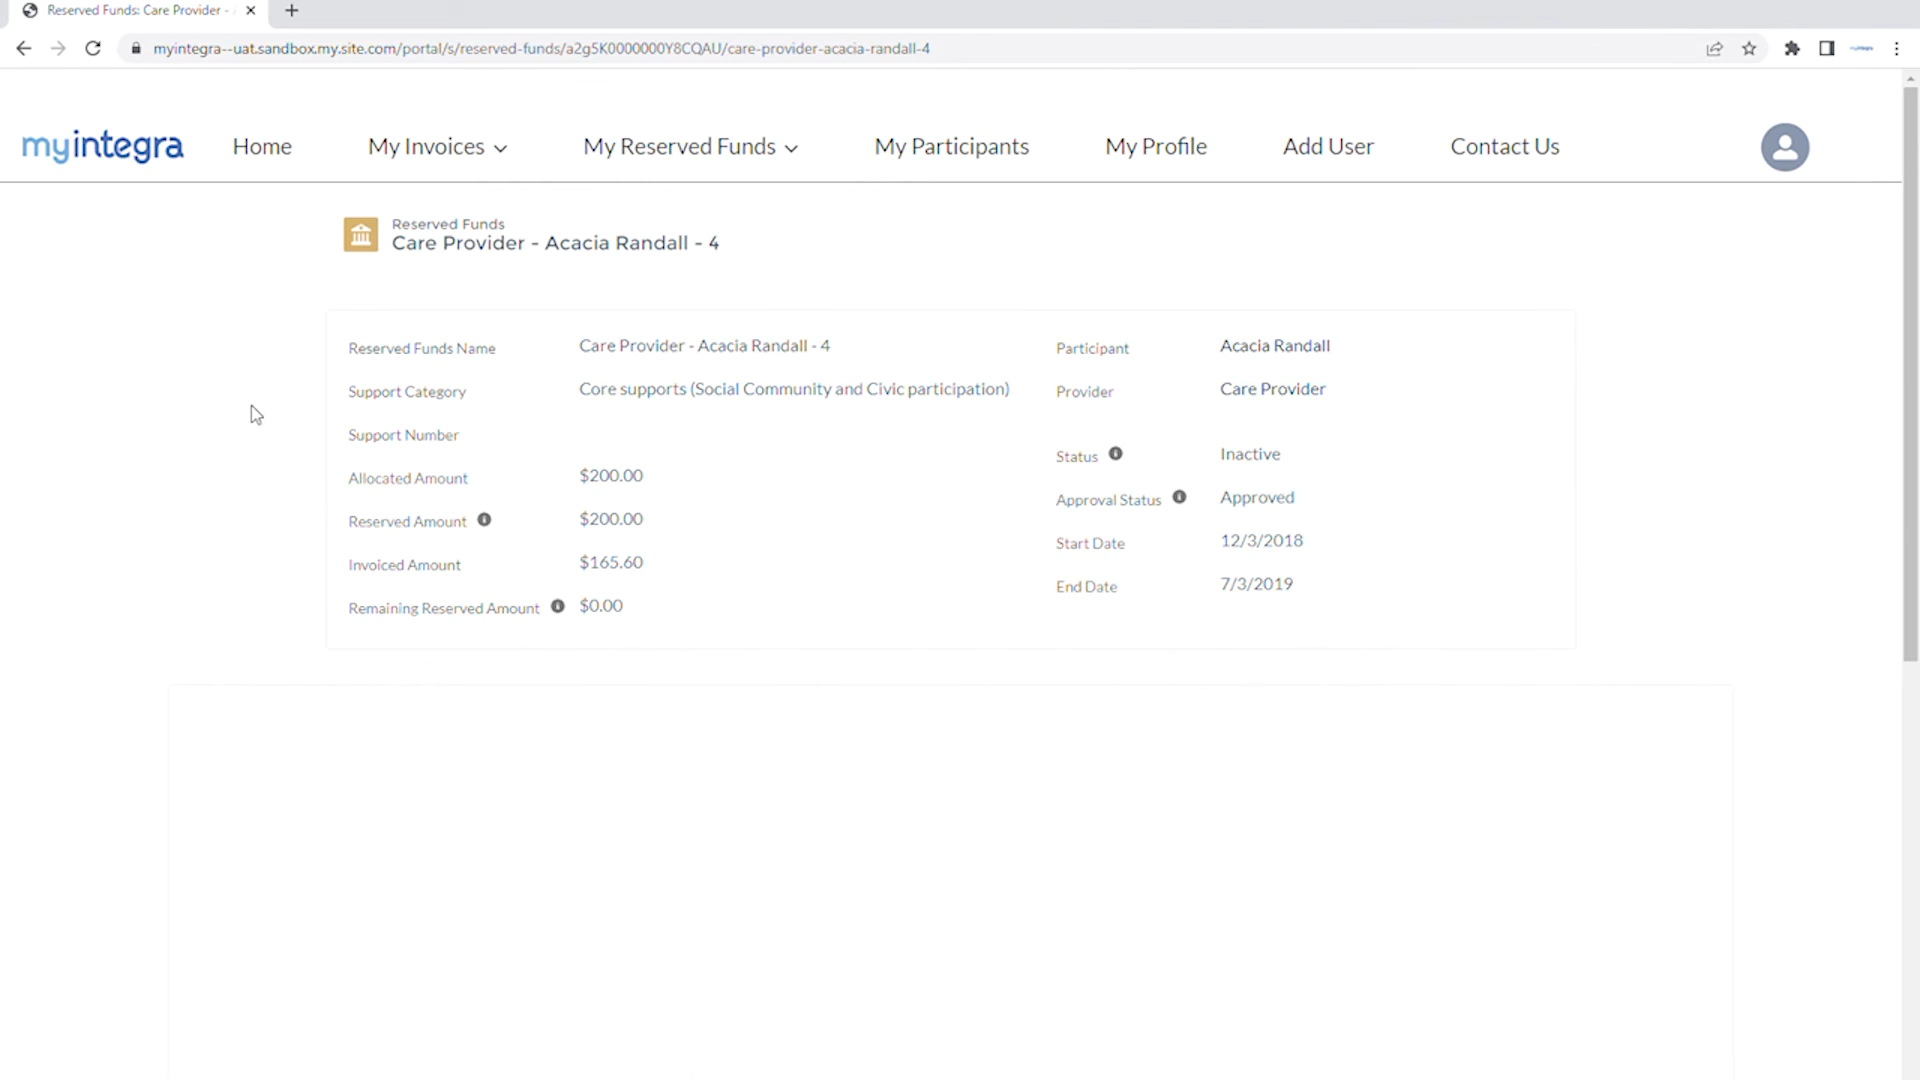 Reserved Funds: Care Provider -
myintegra--uat.sandbox.my.site.com/portal/s/reserved-funds/a2g5K0000000Y8CQAU/care-provider-acacia-randall-4
myintegra Home My Invoices My Reserved Funds My Participants My Profile Add User Contact Us
Reserved Funds
Care Provider - Acacia Randall - 4
Reserved Funds Name Care Provider - Acacia Randall - 4
Support Category Core supports (Social Community and Civic participation)
Support Number
Allocated Amount $200.00
Reserved Amount $200.00
Invoiced Amount $165.60
Remaining Reserved Amount $0.00
Participant Acacia Randall
Provider Care Provider
Status Inactive
Approval Status Approved
Start Date 12/3/2018
End Date 7/3/2019